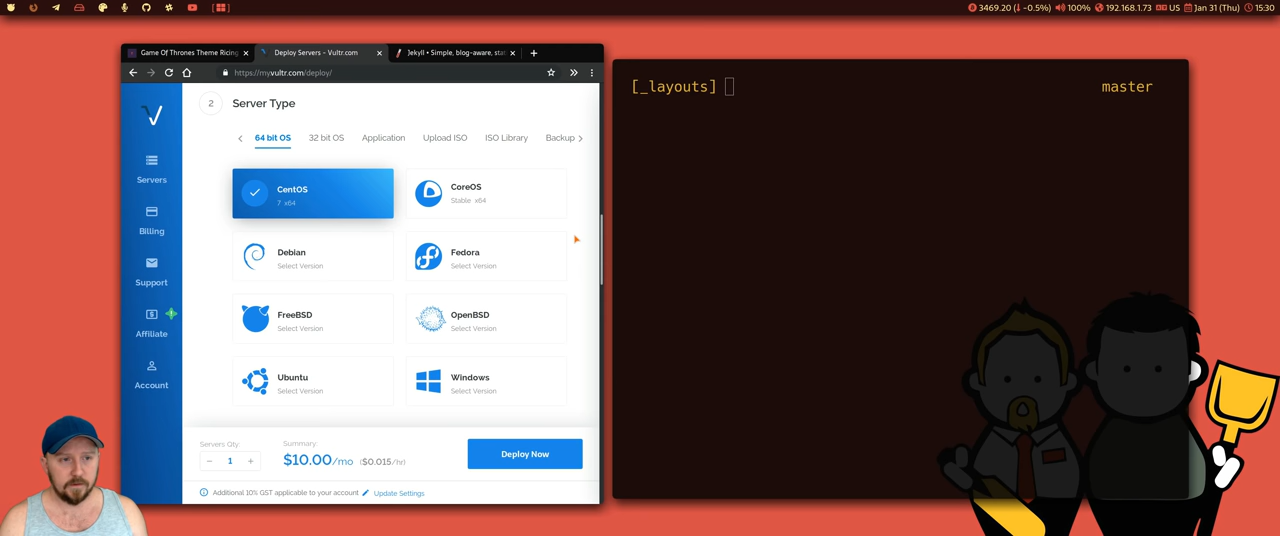 3469.20 ( -0.5%) 100% 192.168.1.73 US Jan 31 (Thu) 15:30
Game Of Thrones Theme Ricing
Deploy Servers - Vultr.com
Jekyll • Simple, blog-aware, stat
https://my.vultr.com/deploy/
Servers
Billing
Support
1
Affiliate
Account
2 Server Type
64 bit OS 32 bit OS Application Upload ISO ISO Library Backup
CentOS
7 x64
CoreOS
Stable x64
Debian
Select Version
Fedora
Select Version
FreeBSD
Select Version
OpenBSD
Select Version
Ubuntu
Select Version
Windows
Select Version
Servers Qty:
1
Summary:
$10.00/mo ($0.015/hr)
Deploy Now
Additional 10% GST applicable to your account Update Settings
[_layouts] master